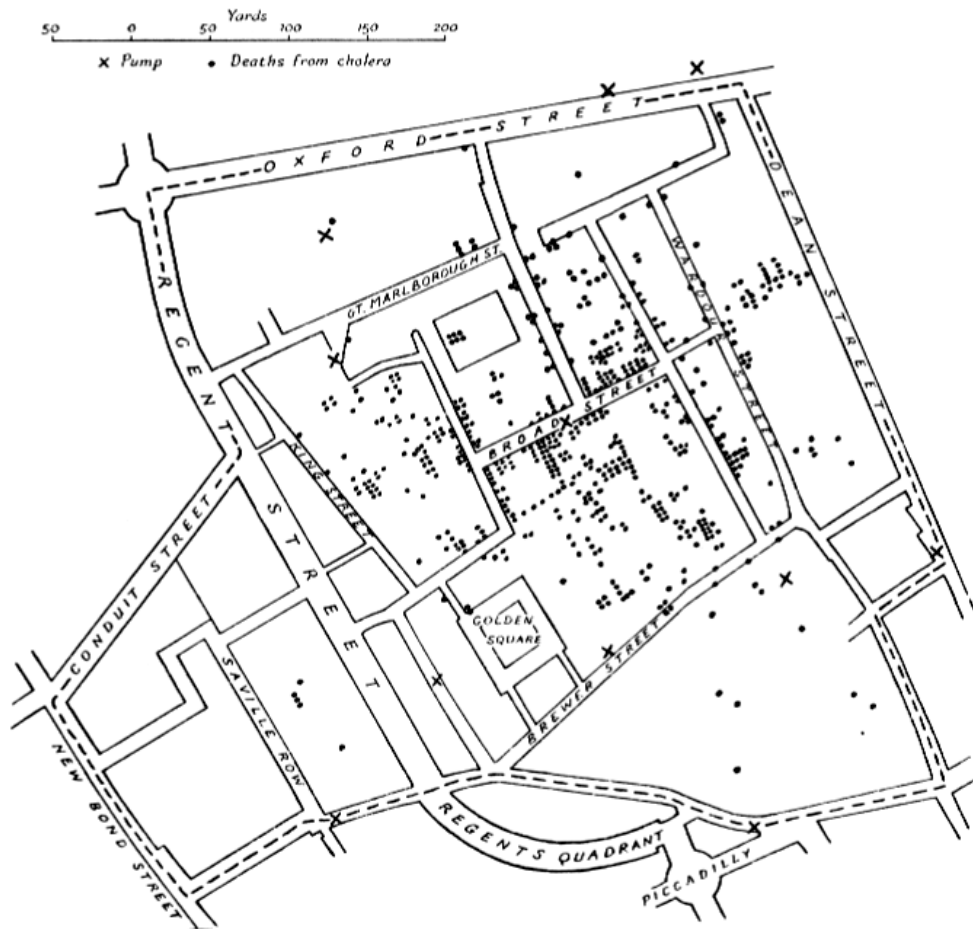 Yards
50 0 50 100 150 200
x Pump • Deaths from cholera
OXFORD STREET
DEAN STREET
REGENT STREET
GT. MARLBOROUGH ST.
WARDOUR STREET
BROAD STREET
KING STREET
CONDUIT STREET
GOLDEN
SQUARE
BREWER STREET
SAVILLE ROW
NEW BOND STREET
REGENTS QUADRANT
PICCADILLY